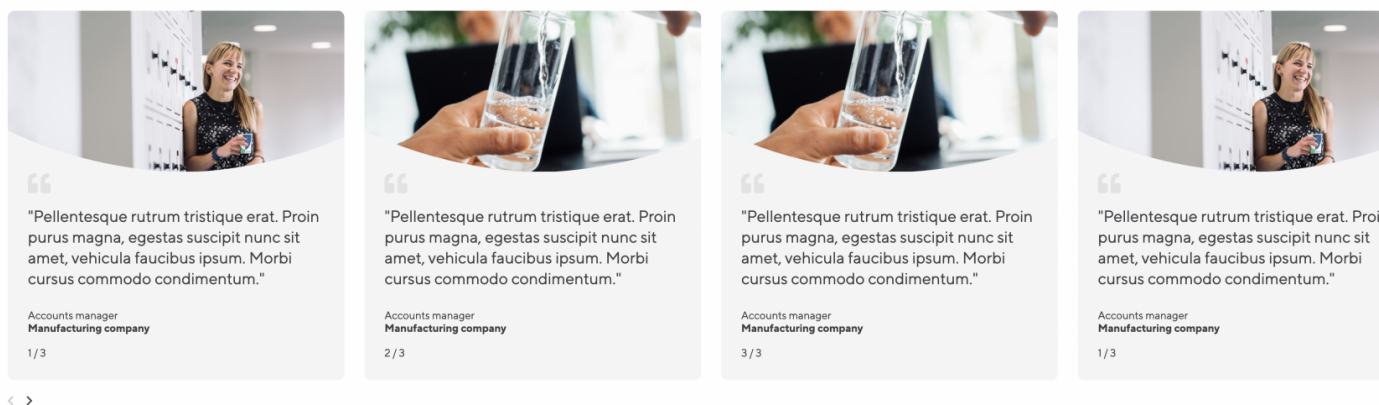 "Pellentesque rutrum tristique erat. Proin
purus magna, egestas suscipit nunc sit
amet, vehicula faucibus ipsum. Morbi
cursus commodo condimentum."
Accounts manager
Manufacturing company
1 / 3
"Pellentesque rutrum tristique erat. Proin
purus magna, egestas suscipit nunc sit
amet, vehicula faucibus ipsum. Morbi
cursus commodo condimentum."
Accounts manager
Manufacturing company
2 / 3
"Pellentesque rutrum tristique erat. Proin
purus magna, egestas suscipit nunc sit
amet, vehicula faucibus ipsum. Morbi
cursus commodo condimentum."
Accounts manager
Manufacturing company
3 / 3
"Pellentesque rutrum tristique erat. Proi
purus magna, egestas suscipit nunc sit
amet, vehicula faucibus ipsum. Morbi
cursus commodo condimentum."
Accounts manager
Manufacturing company
1 / 3